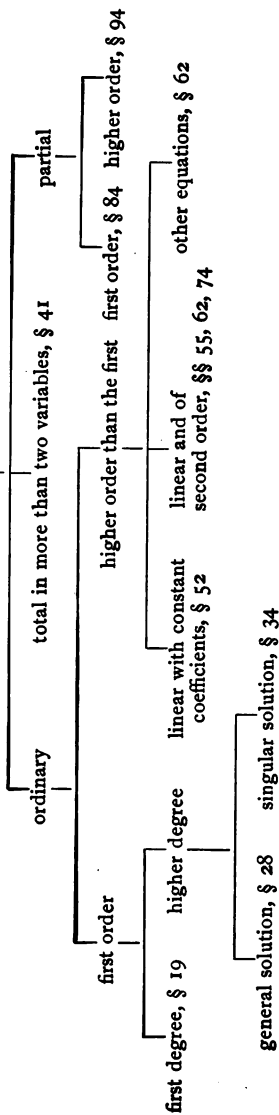 ordinary
total in more than two variables, § 41
partial
first order
higher order than the first
first order, § 84
higher order, § 94
first degree, § 19
higher degree
linear with constant
coefficients, § 52
linear and of
second order, §§ 55, 62, 74
other equations, § 62
general solution, § 28
singular solution, § 34